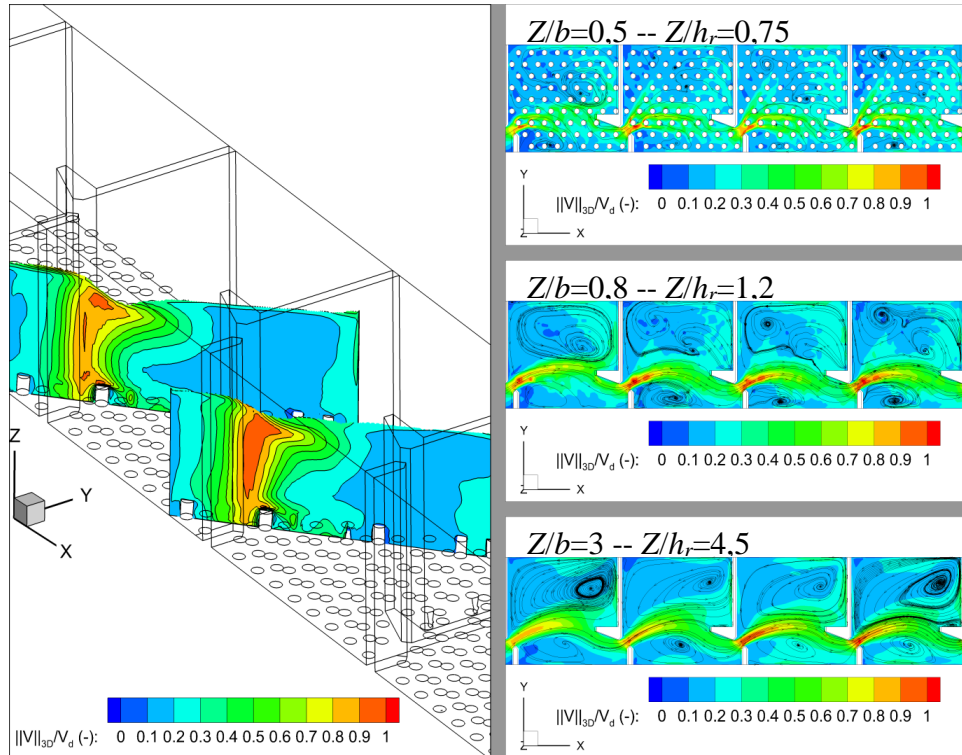 Z
Y
X
||V||3D/Vd (-): 0 0.1 0.2 0.3 0.4 0.5 0.6 0.7 0.8 0.9 1
Z/b=0,5 -- Z/hr=0,75
Y
Z X
||V||3D/Vd (-): 0 0.1 0.2 0.3 0.4 0.5 0.6 0.7 0.8 0.9 1
Z/b=0,8 -- Z/hr=1,2
Y
Z X
||V||3D/Vd (-): 0 0.1 0.2 0.3 0.4 0.5 0.6 0.7 0.8 0.9 1
Z/b=3 -- Z/hr=4,5
Y
Z X
||V||3D/Vd (-): 0 0.1 0.2 0.3 0.4 0.5 0.6 0.7 0.8 0.9 1